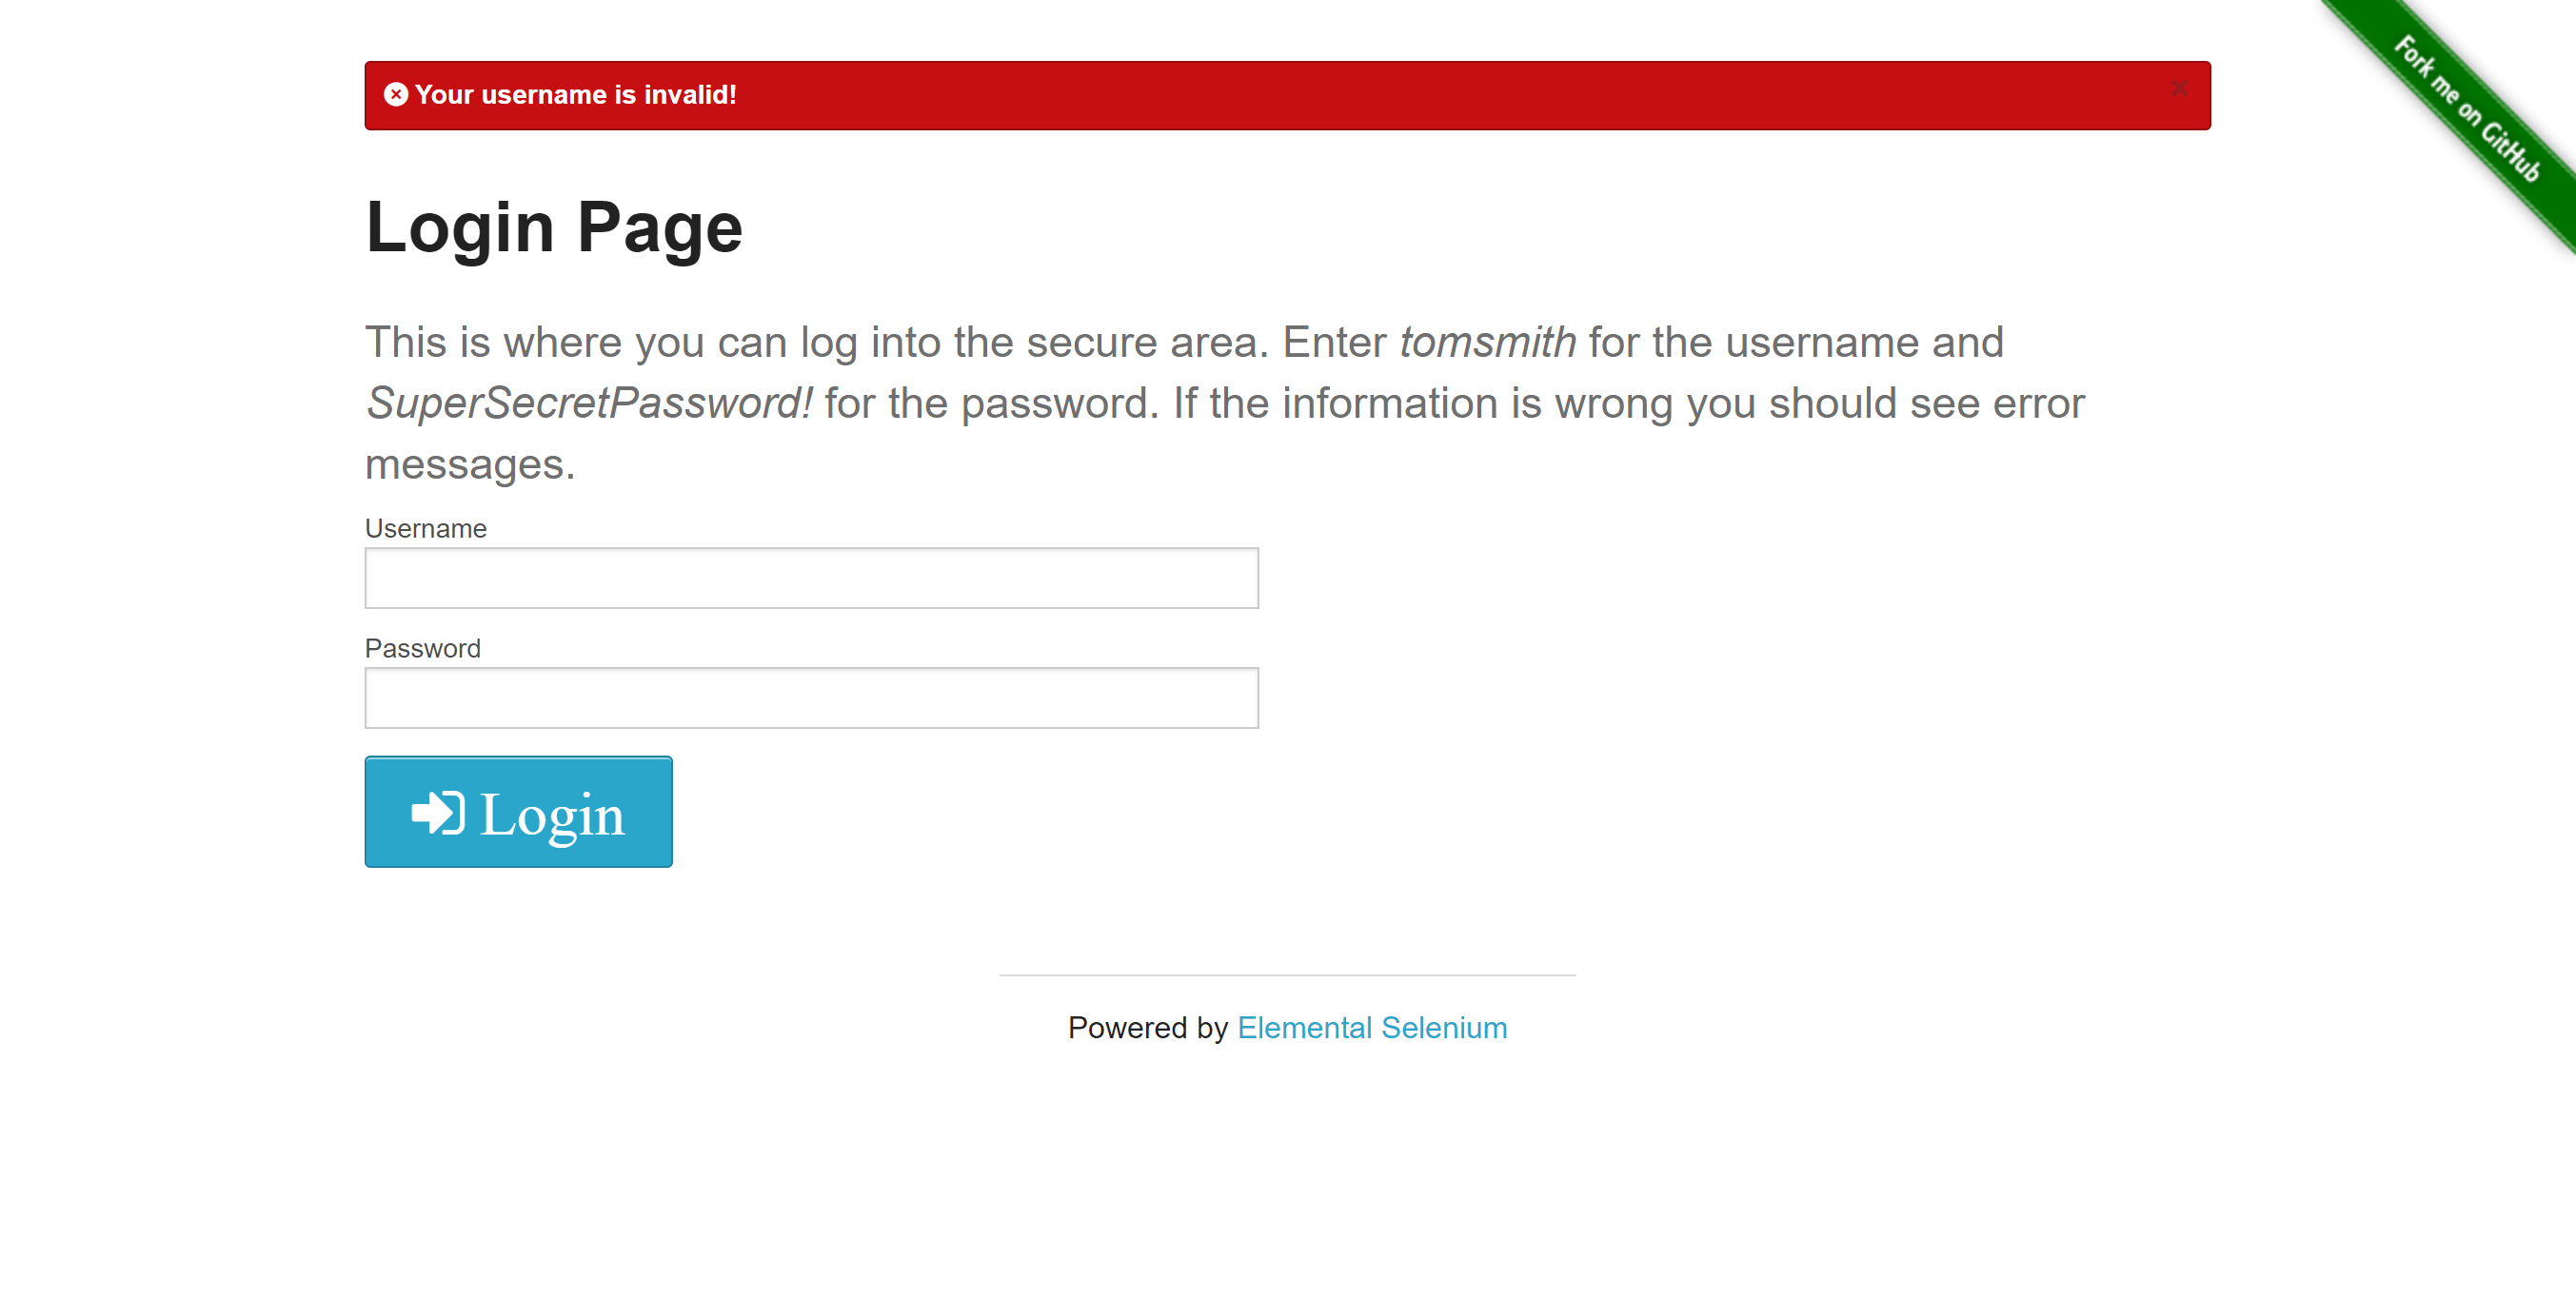 Your username is invalid!
Fork me on GitHub
Login Page
This is where you can log into the secure area. Enter tomsmith for the username and
SuperSecretPassword! for the password. If the information is wrong you should see error
messages.
Username
Password
Login
Powered by Elemental Selenium